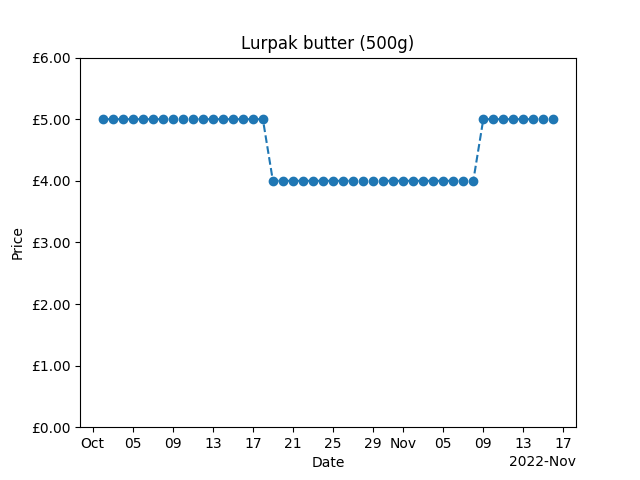 Lurpak butter (500g)
£6.00
£5.00
£4.00
£3.00
£2.00
£1.00
£0.00
Price
Oct 05 09 13 17 21 25 29 Nov 05 09 13 17
Date
2022-Nov